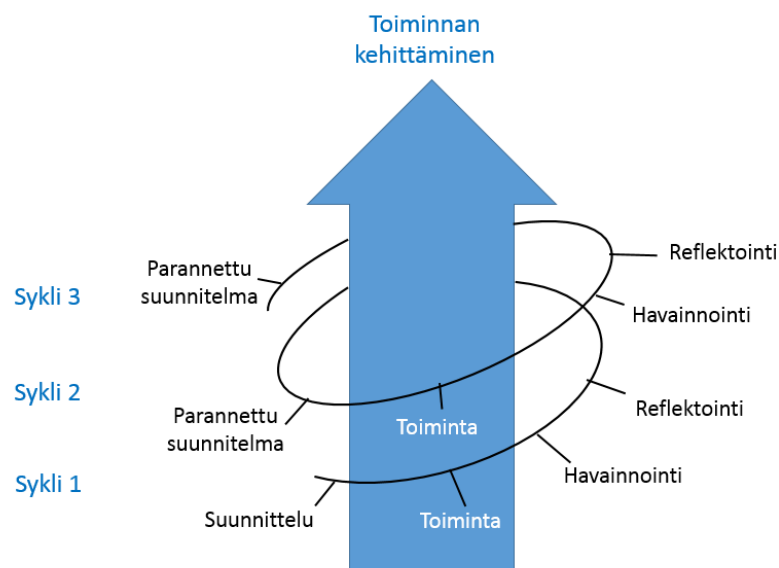 Toiminnan
kehittäminen
Reflektointi
Parannettu
suunnitelma
Sykli 3
Havainnointi
Sykli 2
Reflektointi
Parannettu
suunnitelma
Toiminta
Havainnointi
Sykli 1
Suunnittelu
Toiminta